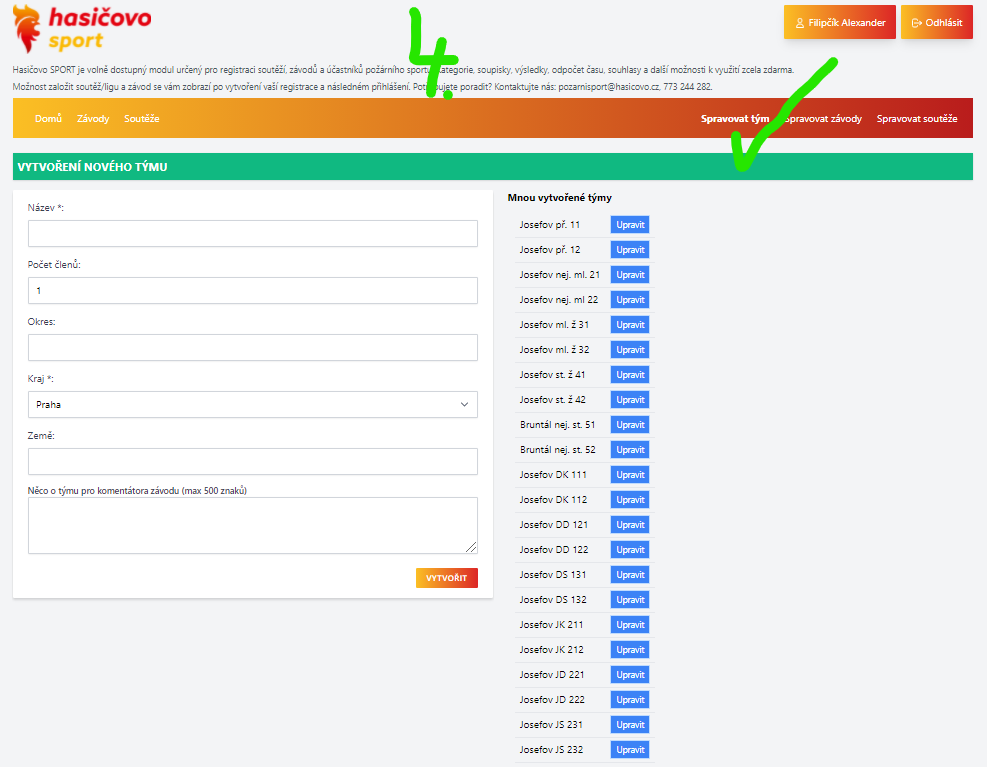 hasičovo
sport
4.
Filipčík Alexander
Odhlásit
Hasičovo SPORT je volně dostupný modul určený pro registraci soutěží, závodů a účastníků požárního sportu, kategorie, soupisky, výsledky, odpočet času, souhlasy a další možnosti k využití zcela zdarma.
Možnost založit soutěž/ligu a závod se vám zobrazí po vytvoření vaší registrace a následném přihlášení. Potřebujete poradit? Kontaktujte nás: pozarnisport@hasicovo.cz, 773 244 282.
Domů Závody Soutěže Spravovat tým Spravovat závody Spravovat soutěže
VYTVOŘENÍ NOVÉHO TÝMU
Název *:
Počet členů:
1
Okres:
Kraj *:
Praha
Země:
Něco o týmu pro komentátora závodu (max 500 znaků)
VYTVOŘIT
Mnou vytvořené týmy
Josefov př. 11 Upravit
Josefov př. 12 Upravit
Josefov nej. ml. 21 Upravit
Josefov nej. ml 22 Upravit
Josefov ml. ž 31 Upravit
Josefov ml. ž 32 Upravit
Josefov st. ž 41 Upravit
Josefov st. ž 42 Upravit
Bruntál nej. st. 51 Upravit
Bruntál nej. st. 52 Upravit
Josefov DK 111 Upravit
Josefov DK 112 Upravit
Josefov DD 121 Upravit
Josefov DD 122 Upravit
Josefov DS 131 Upravit
Josefov DS 132 Upravit
Josefov JK 211 Upravit
Josefov JK 212 Upravit
Josefov JD 221 Upravit
Josefov JD 222 Upravit
Josefov JS 231 Upravit
Josefov JS 232 Upravit